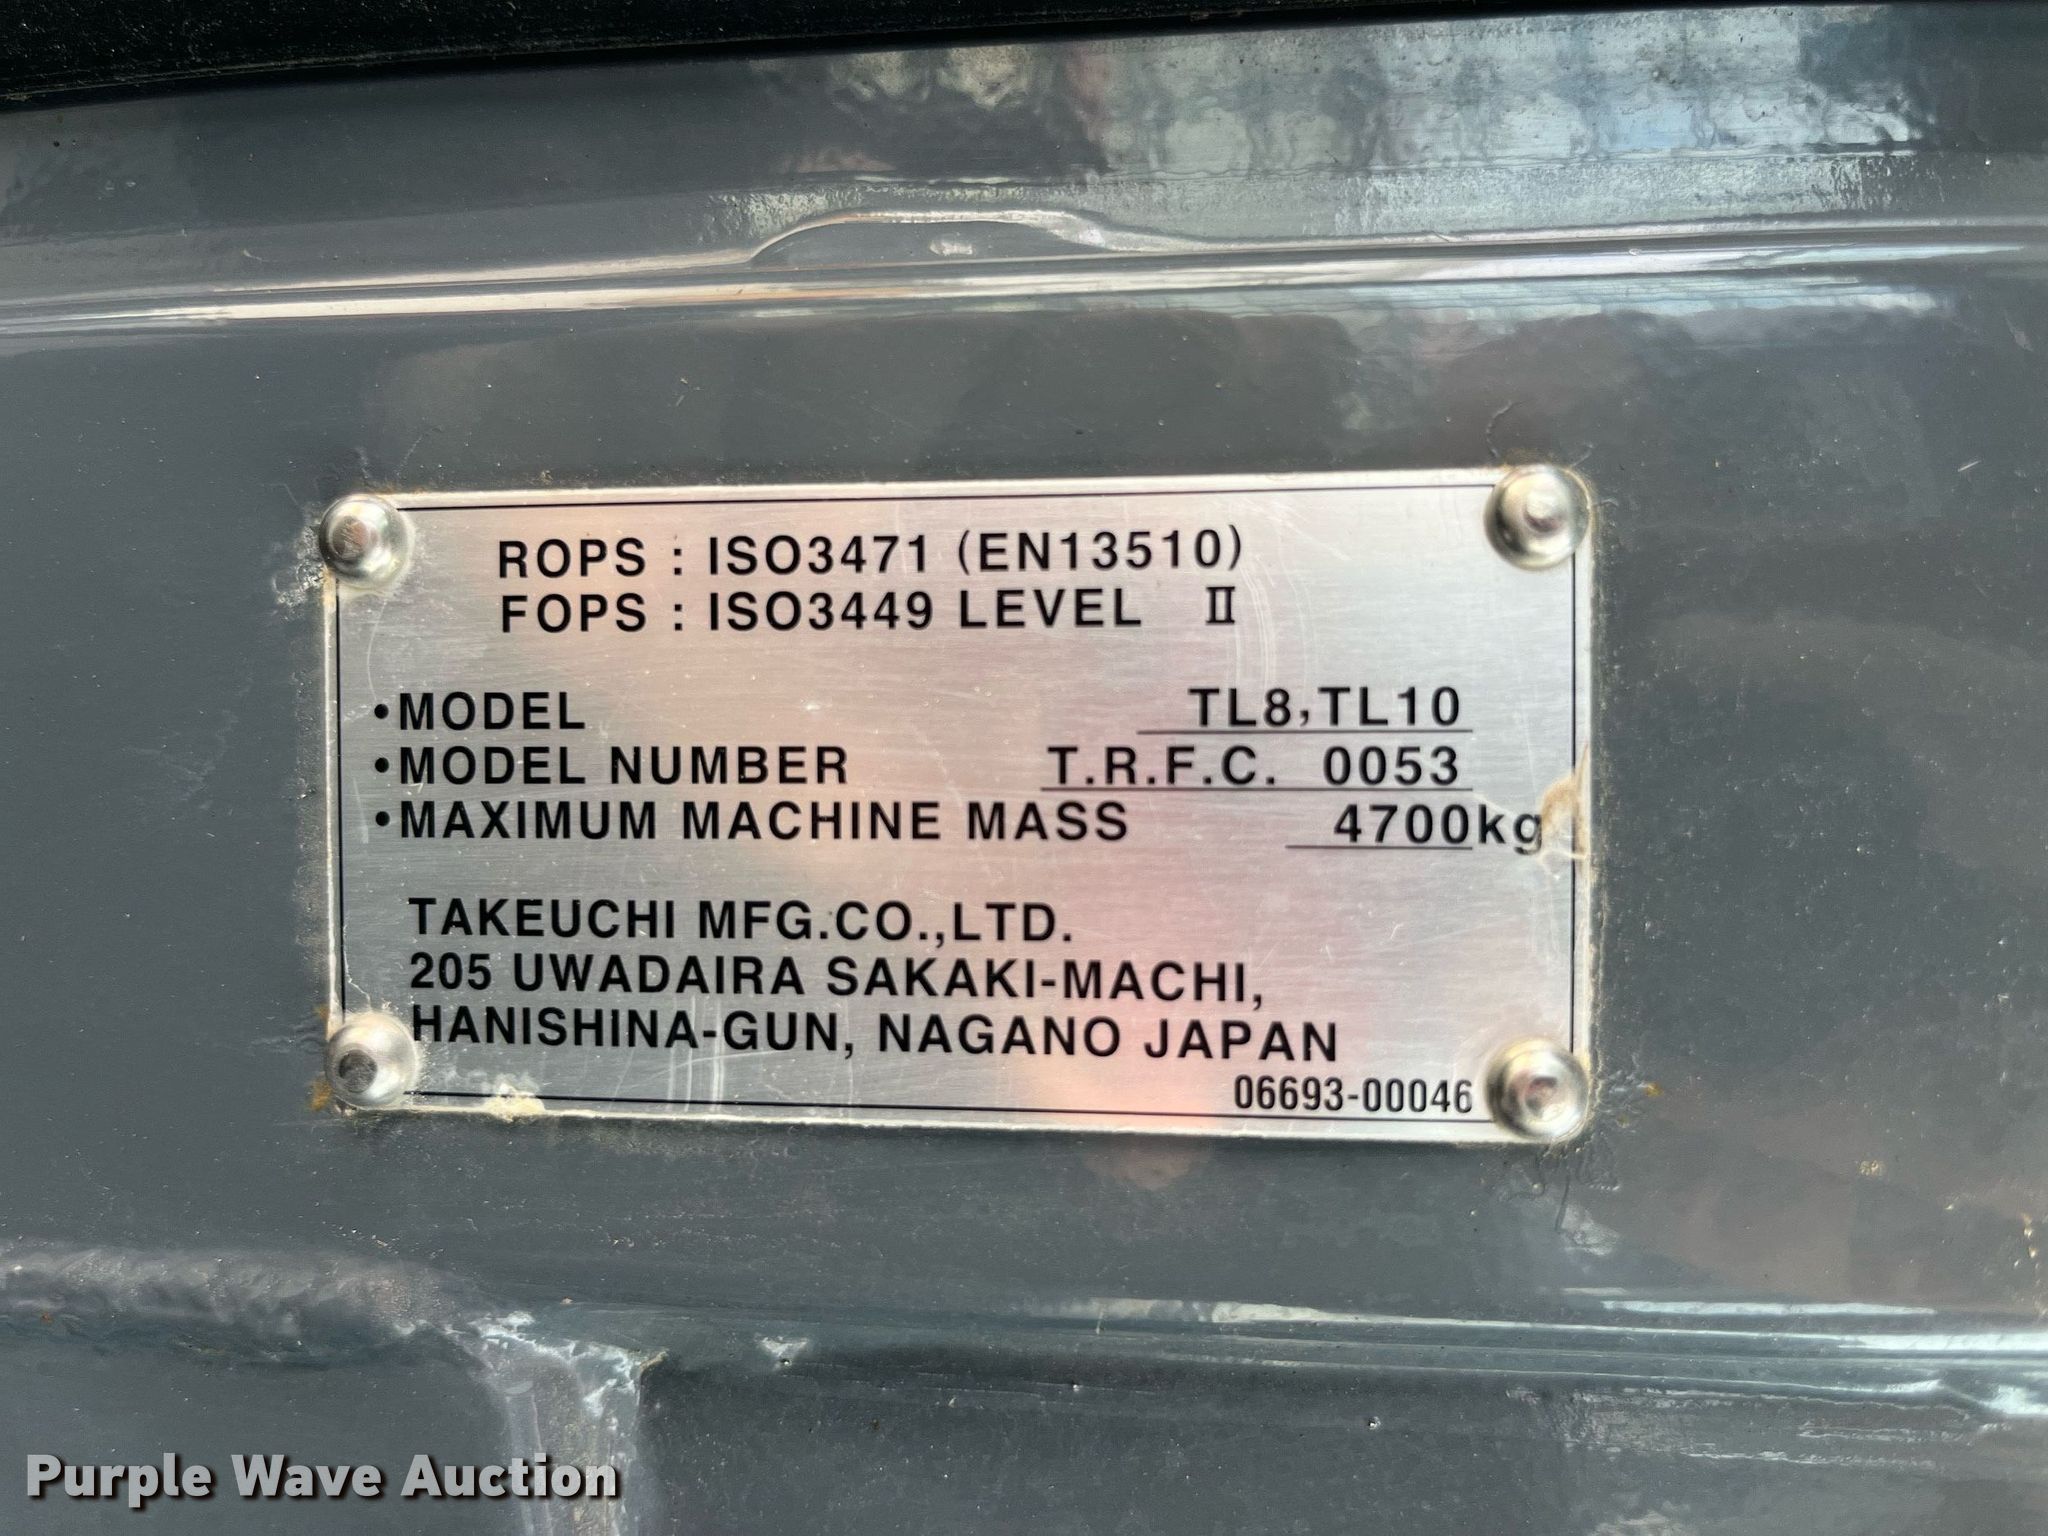 ROPS : ISO3471 (EN13510)
FOPS : ISO3449 LEVEL II
•MODEL TL8,TL10
•MODEL NUMBER T.R.F.C. 0053
•MAXIMUM MACHINE MASS 4700kg
TAKEUCHI MFG.CO.,LTD.
205 UWADAIRA SAKAKI-MACHI,
HANISHINA-GUN, NAGANO JAPAN
06693-00046
Purple Wave Auction